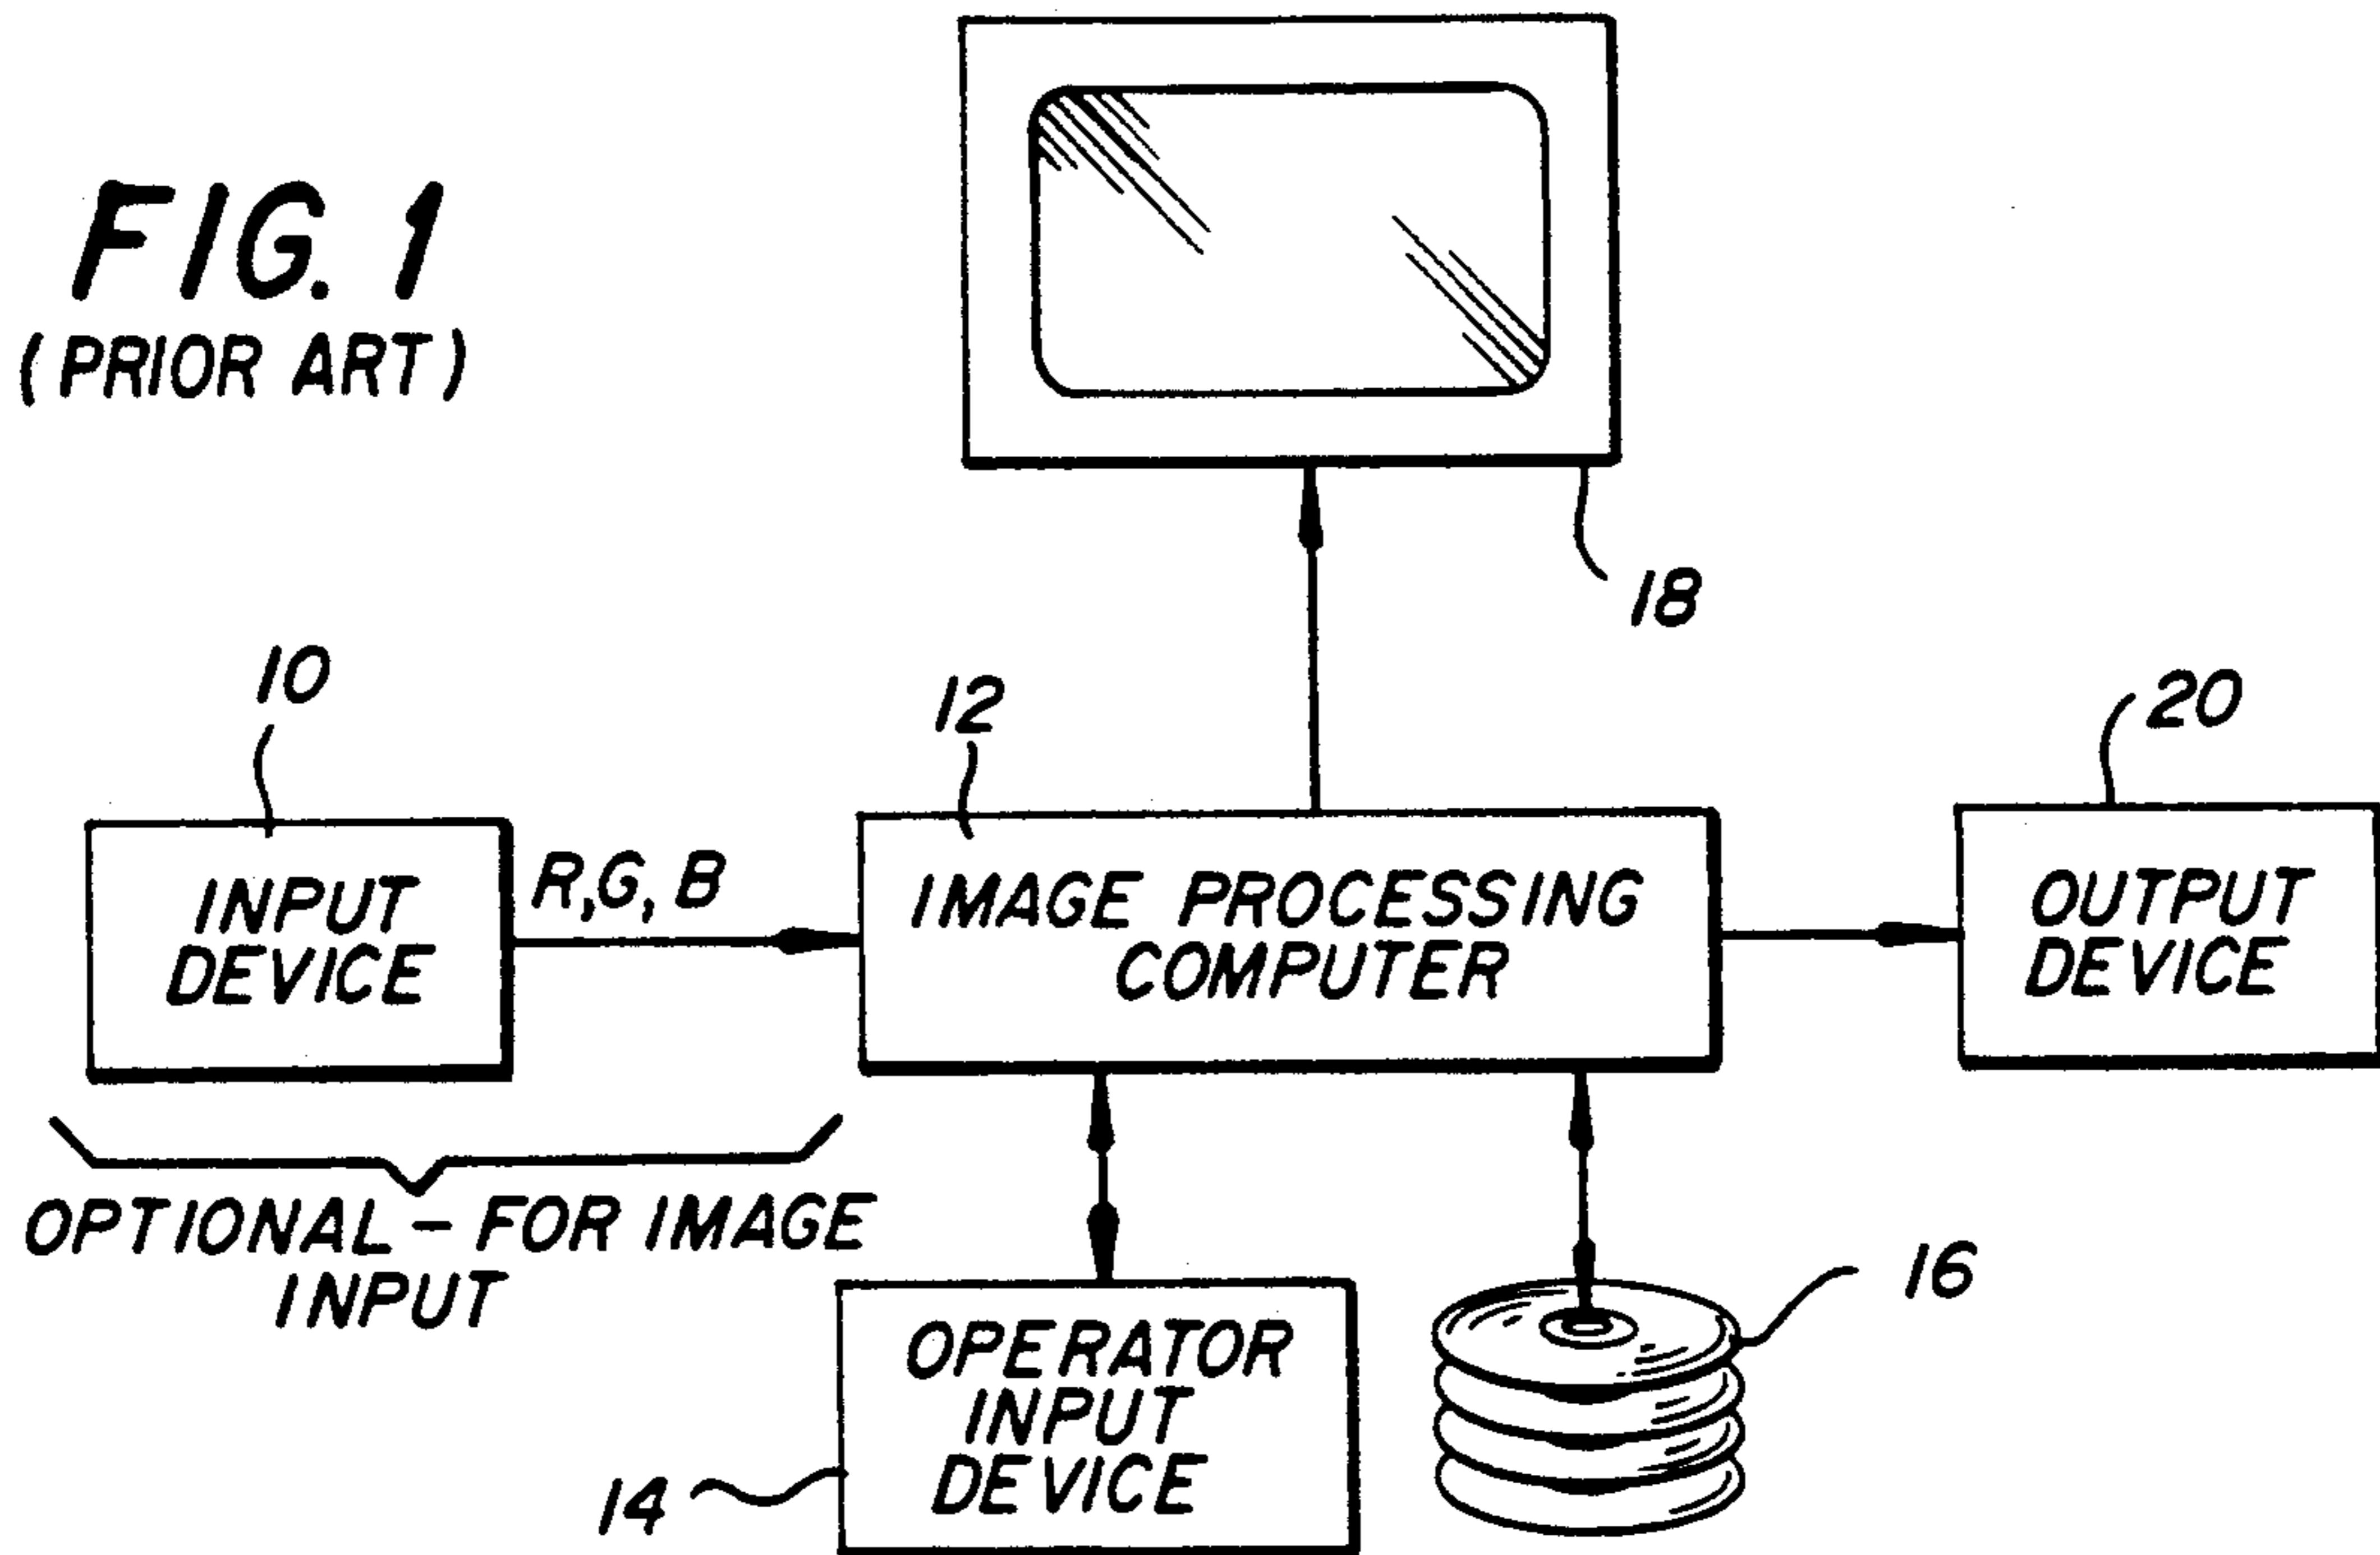 FIG. 1
(PRIOR ART)
18
10
12
20
INPUT
DEVICE
R,G,B
IMAGE PROCESSING
COMPUTER
OUTPUT
DEVICE
OPTIONAL - FOR IMAGE
INPUT
16
OPERATOR
INPUT
DEVICE
14